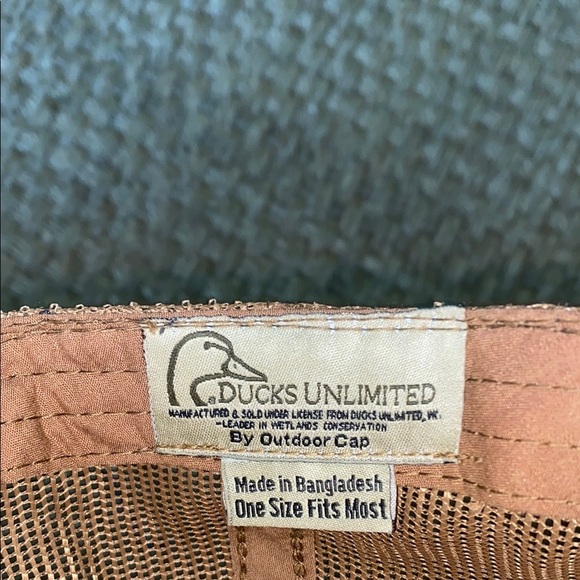 ®DUCKS UNLIMITED
MANUFACTURED & SOLD UNDER LICENSE FROM DUCKS UNLIMITED, INC.
-LEADER IN WETLANDS CONSERVATION
By Outdoor Cap
Made in Bangladesh
One Size Fits Most